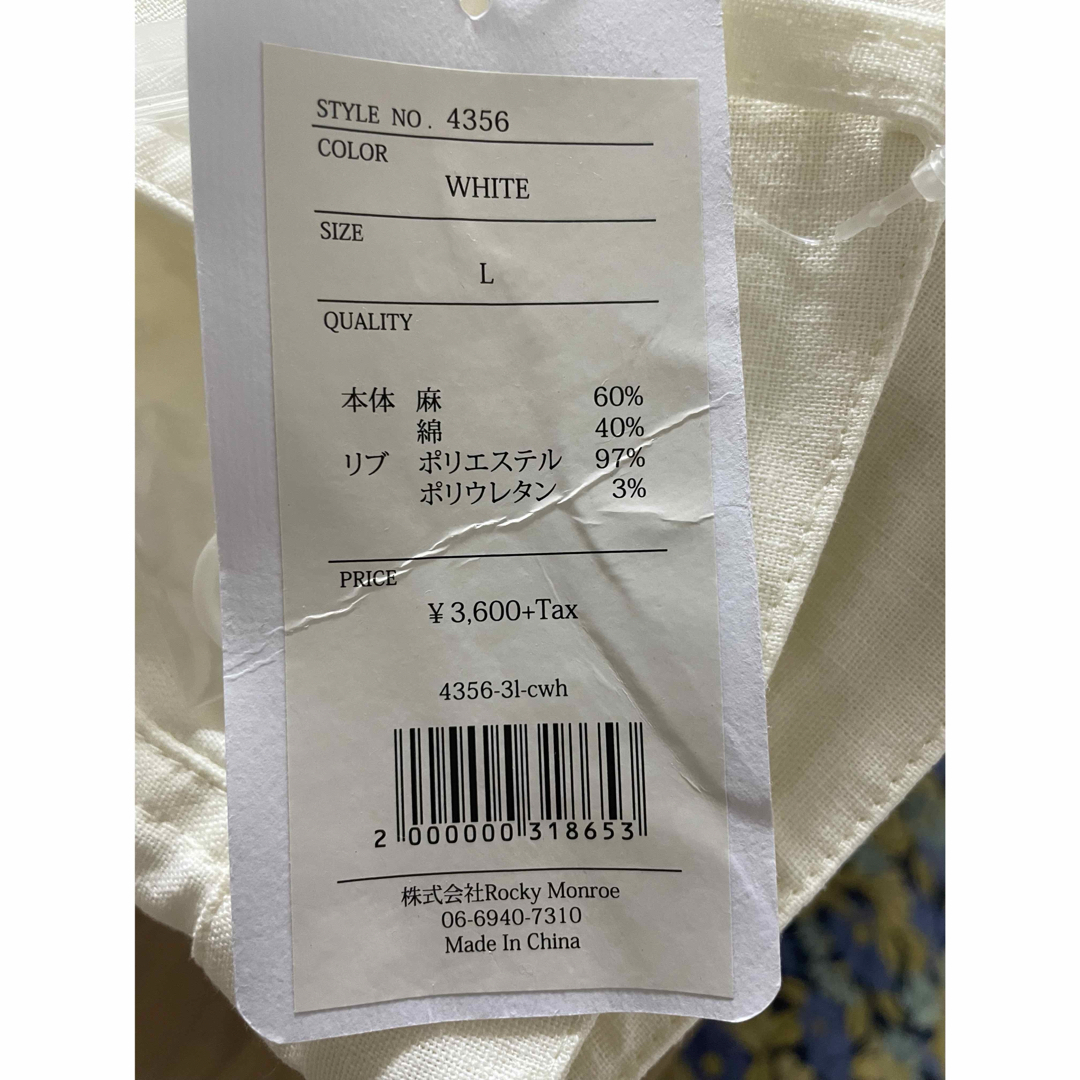 STYLE NO. 4356
COLOR
WHITE
SIZE
L
QUALITY
本体 麻 60%
綿 40%
リブ ポリエステル 97%
ポリウレタン 3%
PRICE
¥3,600+Tax
4356-3l-cwh
2 000000 318653
株式会社Rocky Monroe
06-6940-7310
Made In China